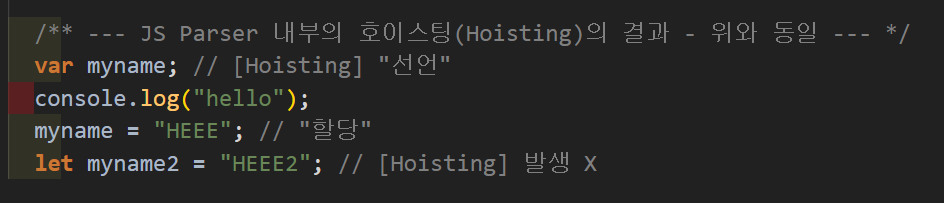 /** --- JS Parser 내부의 호이스팅(Hoisting)의 결과 - 위와 동일 --- */
var myname; // [Hoisting] "선언"
console.log("hello");
myname = "HEEE"; // "할당"
let myname2 = "HEEE2"; // [Hoisting] 발생 X